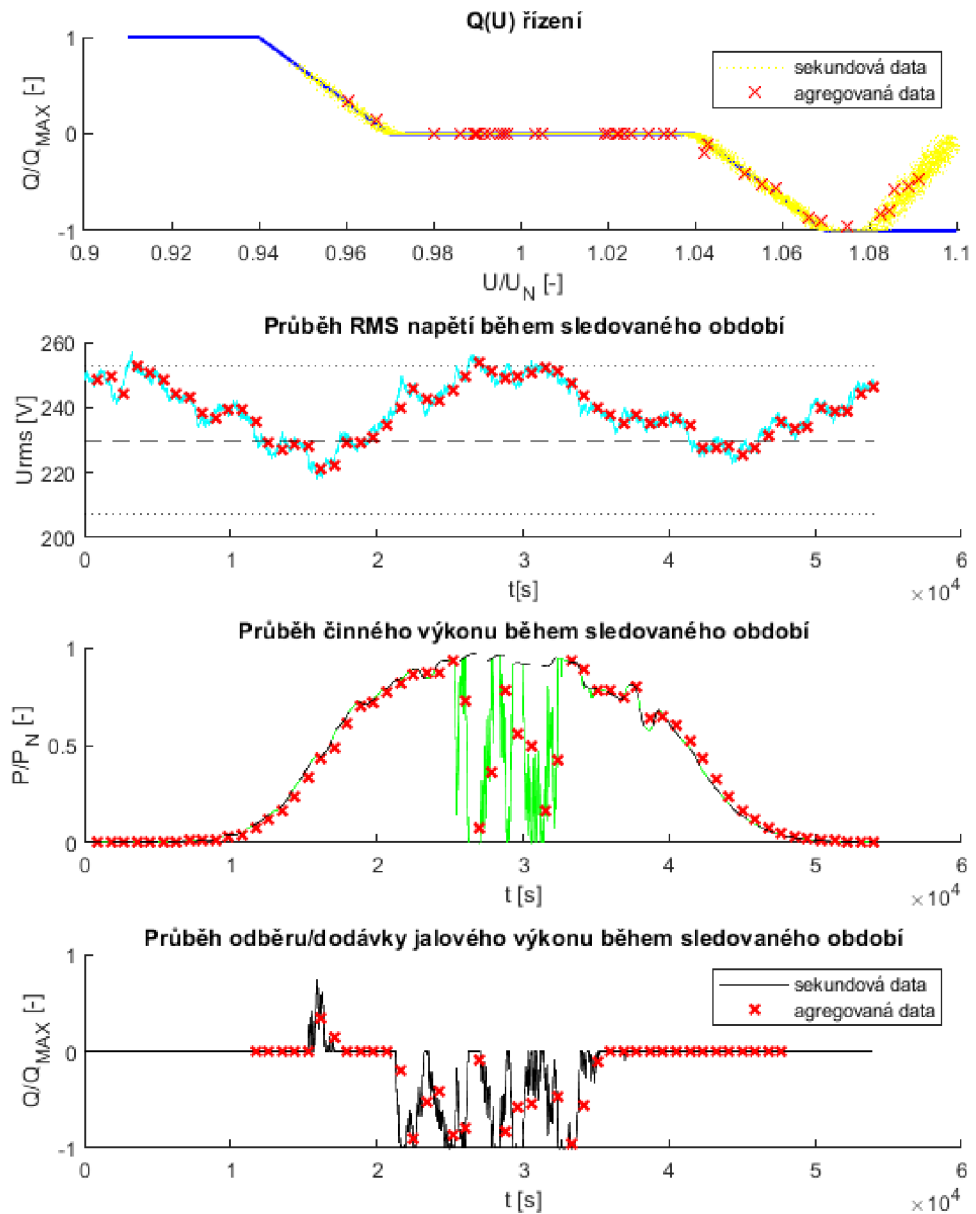 Q(U) řízení
1
0
-1
Q/Q_MAX [-]
sekundová data
agregovaná data
0.9 0.92 0.94 0.96 0.98 1 1.02 1.04 1.06 1.08 1.1
U/U_N [-]
Průběh RMS napětí během sledovaného období
260
240
220
200
Urms [V]
0 1 2 3 4 5 6
t[s]
×10^4
Průběh činného výkonu během sledovaného období
1
0.5
0
P/P_N [-]
0 1 2 3 4 5 6
t [s]
×10^4
Průběh odběru/dodávky jalového výkonu během sledovaného období
1
0
-1
Q/Q_MAX [-]
sekundová data
agregovaná data
0 1 2 3 4 5 6
t [s]
×10^4